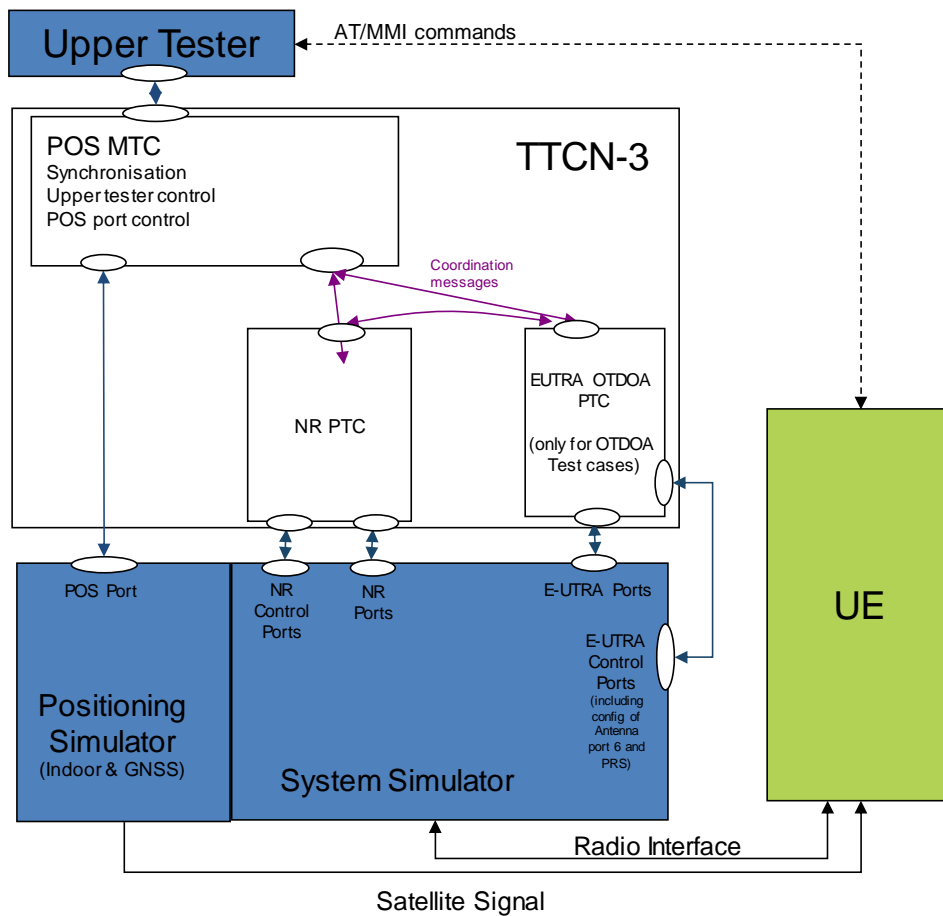 Upper Tester
AT/MMI commands
POS MTC
Synchronisation
Upper tester control
POS port control
TTCN-3
Coordination
messages
NR PTC
EUTRA OTDOA
PTC
(only for OTDOA
Test cases)
POS Port
NR
Control
Ports
NR
Ports
E-UTRA Ports
E-UTRA
Control
Ports
(including
config of
Antenna
port 6 and
PRS)
Positioning
Simulator
(Indoor & GNSS)
System Simulator
UE
Radio Interface
Satellite Signal